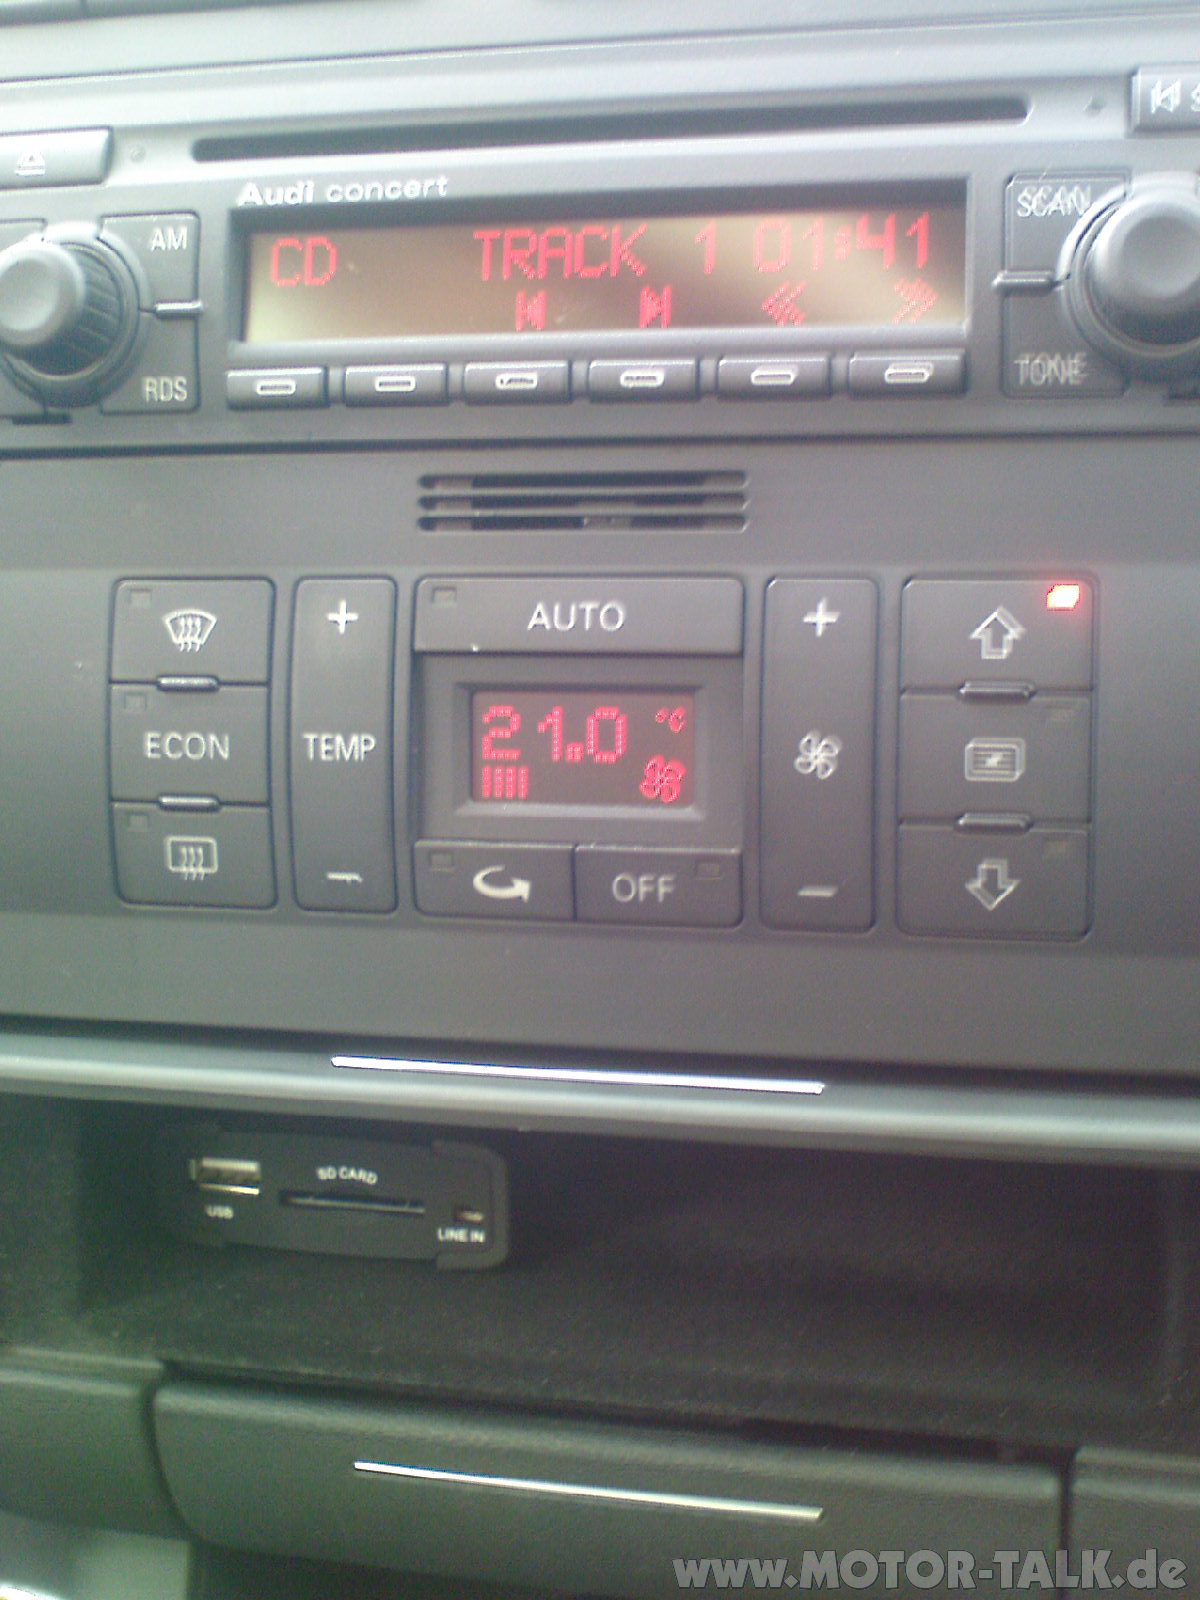 S
Audi concert
AM
SCAN
CD TRACK 1 01:41
RDS
TONE
+ AUTO +
ECON TEMP 21.0 °C
- OFF -
SD CARD
USB
LINE IN
www.MOTOR-TALK.de